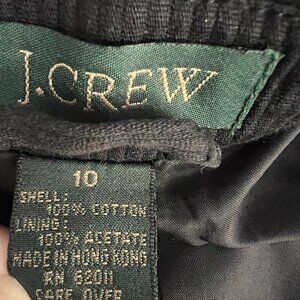 J.CREW
10
SHELL:
100% COTTON
LINING:
100% ACETATE
MADE IN HONG KONG
RN 62011
CARE OVER